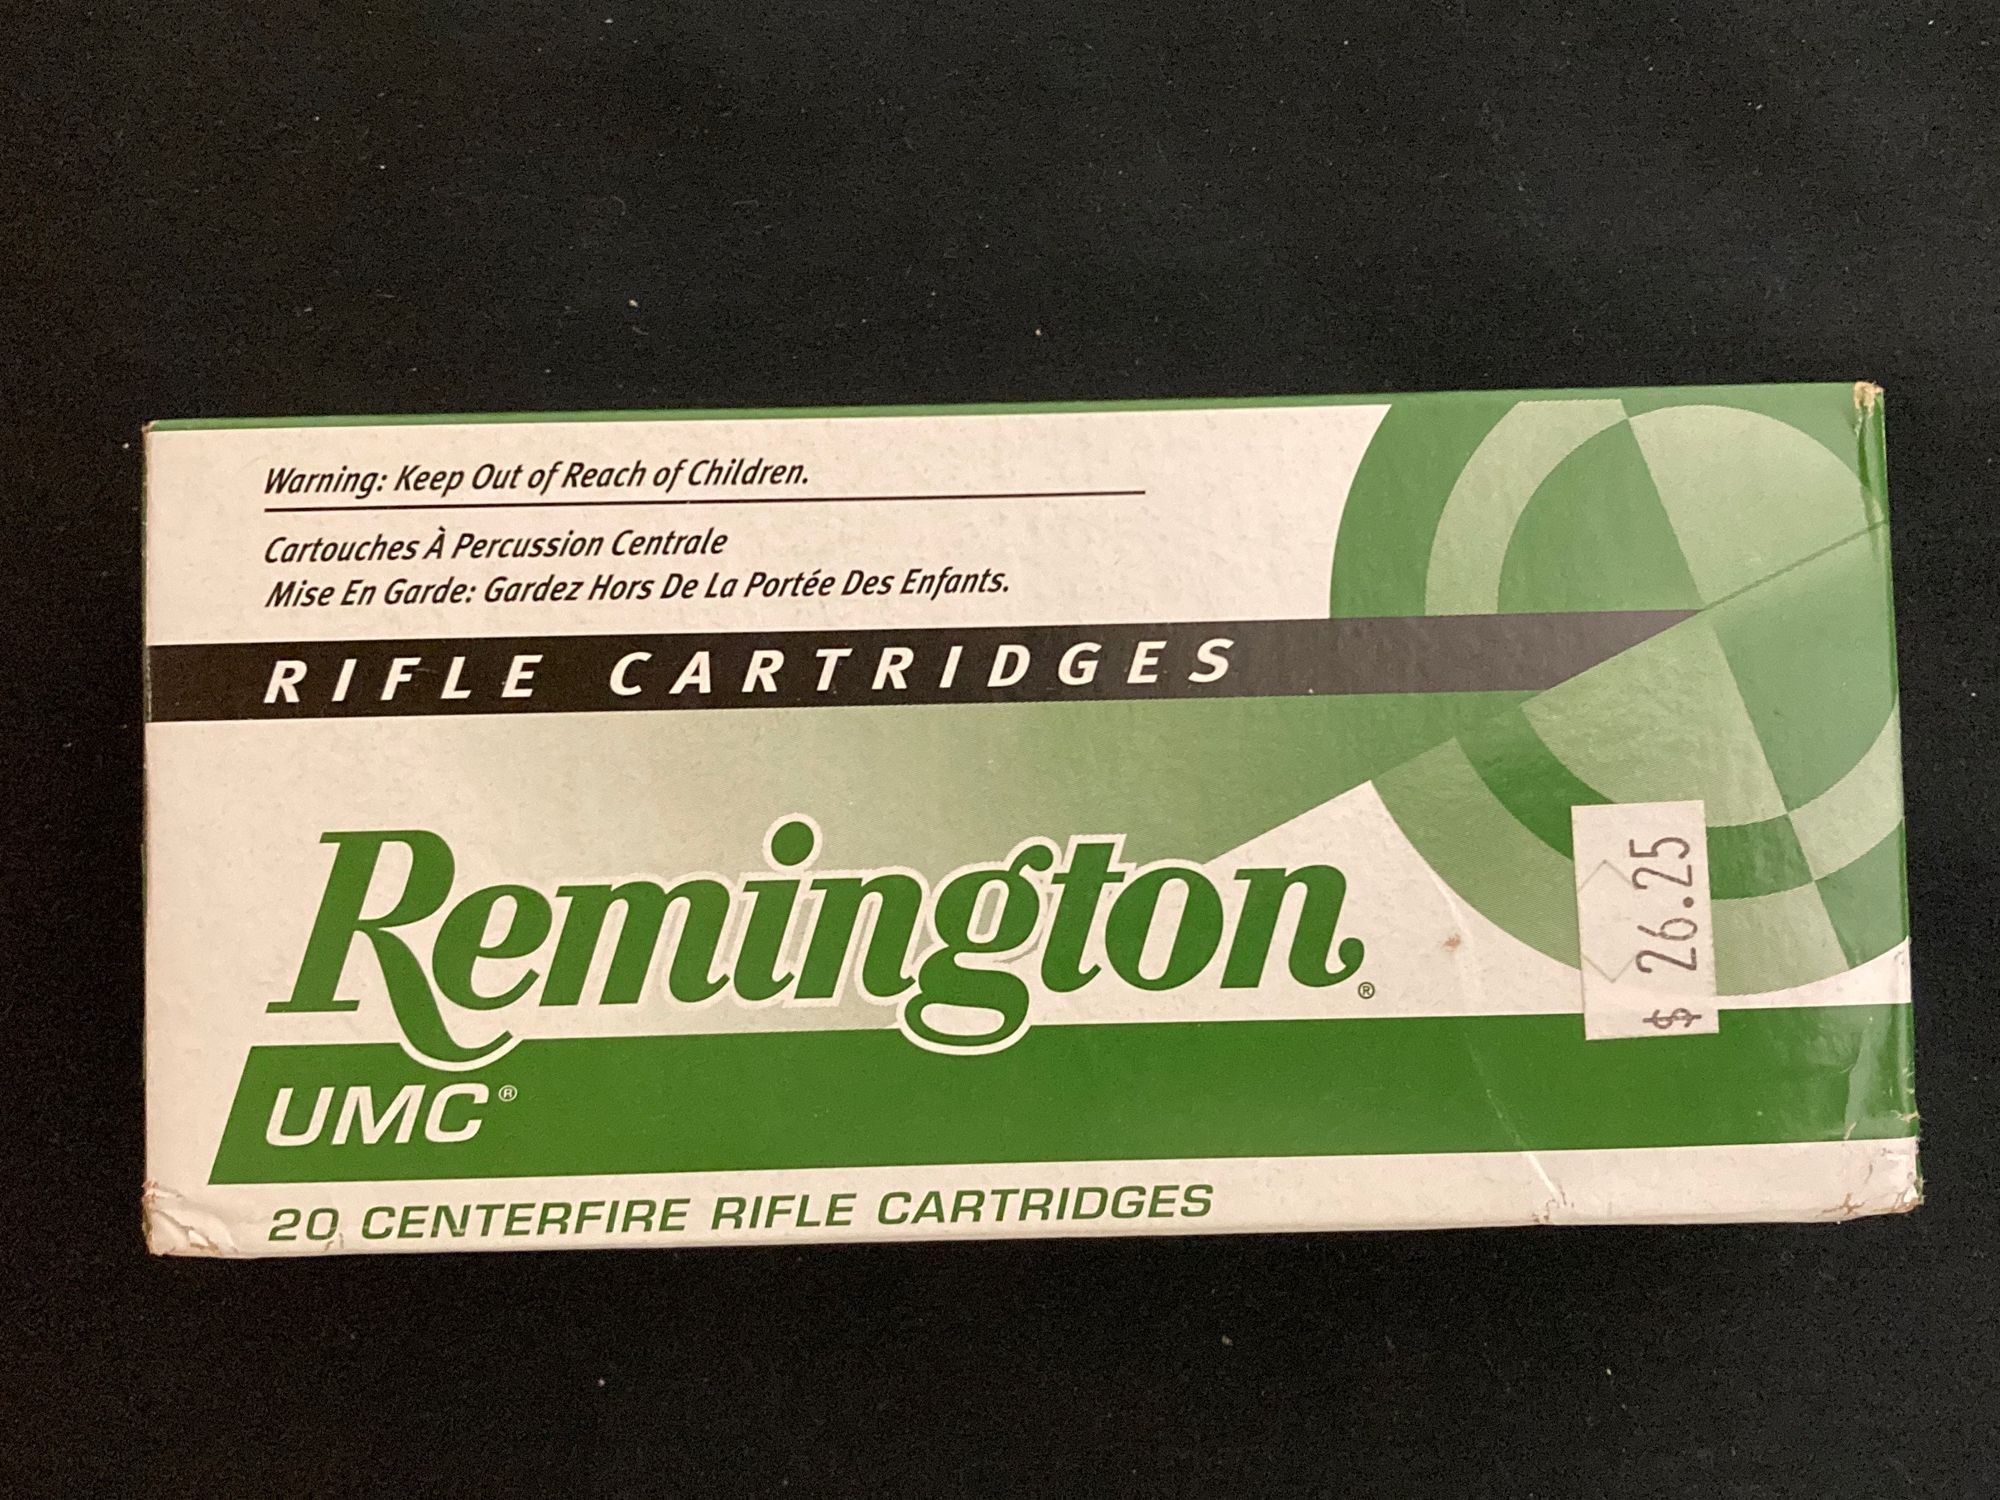 Warning: Keep Out of Reach of Children.
Cartouches À Percussion Centrale
Mise En Garde: Gardez Hors De La Portée Des Enfants.
RIFLE CARTRIDGES
Remington®
UMC®
20 CENTERFIRE RIFLE CARTRIDGES
$ 26.25